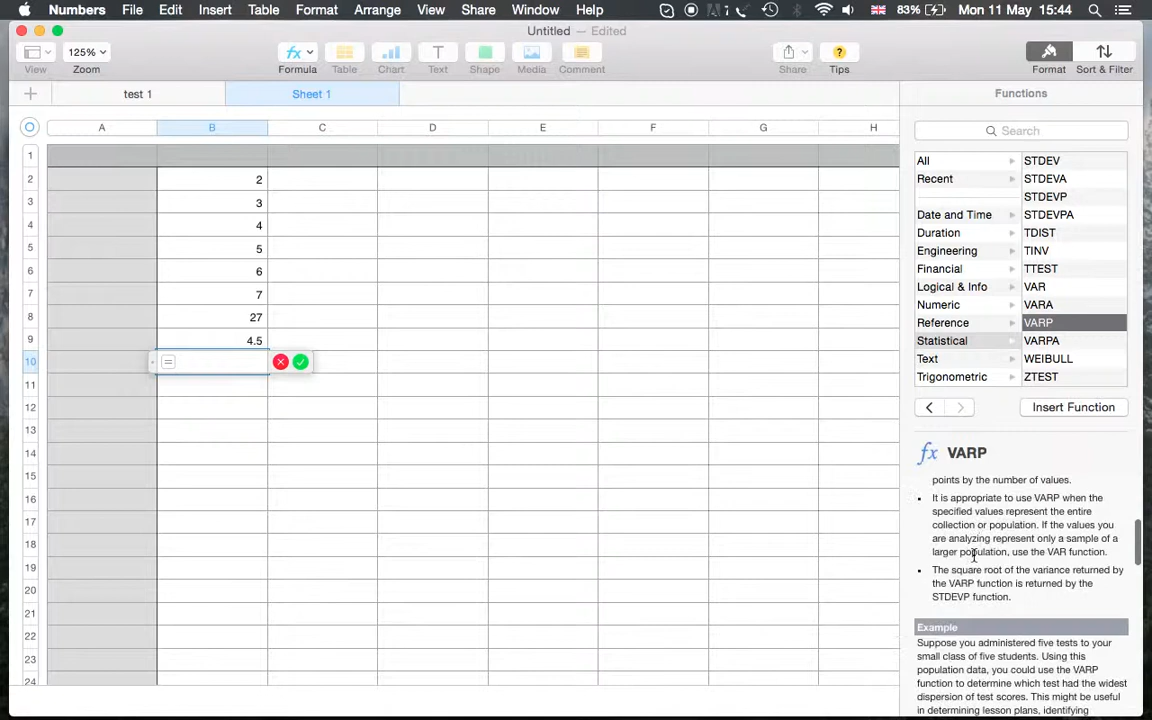 Numbers File Edit Insert Table Format Arrange View Share Window Help 83% Mon 11 May 15:44
Untitled — Edited
125%
View Zoom Formula Table Chart Text Shape Media Comment Share Tips Format Sort & Filter
test 1 Sheet 1 Functions
A B C D E F G H
Search
1
2 2
3 3
4 4
5 5
6 6
7 7
8 27
9 4.5
10 =
11
12
13
14
15
16
17
18
19
20
21
22
23
24
All
Recent
Date and Time
Duration
Engineering
Financial
Logical & Info
Numeric
Reference
Statistical
Text
Trigonometric
STDEV
STDEVA
STDEVP
STDEVPA
TDIST
TINV
TTEST
VAR
VARA
VARP
VARPA
WEIBULL
ZTEST
Insert Function
fx VARP
points by the number of values.
• It is appropriate to use VARP when the
specified values represent the entire
collection or population. If the values you
are analyzing represent only a sample of a
larger population, use the VAR function.
• The square root of the variance returned by
the VARP function is returned by the
STDEVP function.
Example
Suppose you administered five tests to your
small class of five students. Using this
population data, you could use the VARP
function to determine which test had the widest
dispersion of test scores. This might be useful
in determining lesson plans, identifying